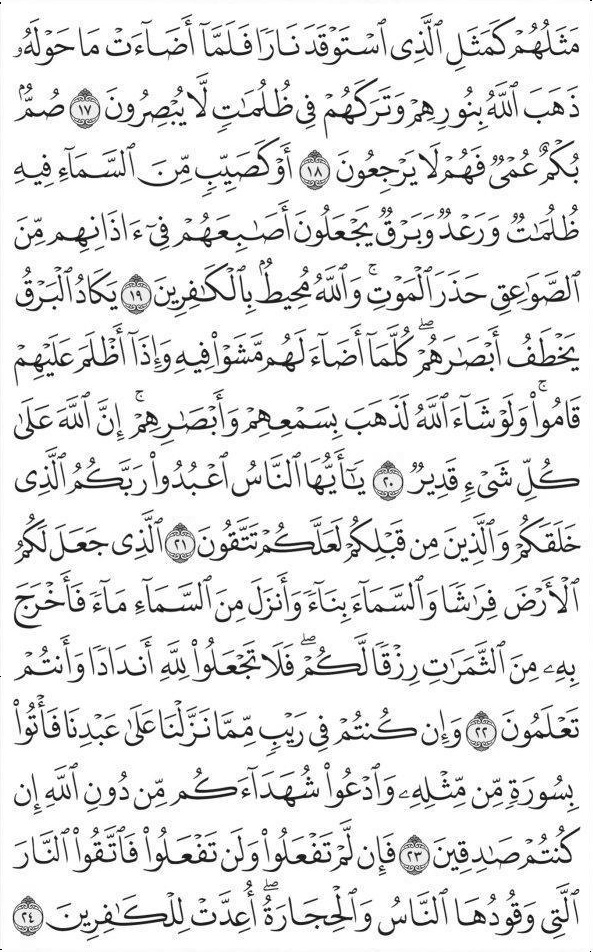 مَثَلُهُمْ كَمَثَلِ ٱلَّذِى ٱسْتَوْقَدَ نَارًا فَلَمَّآ أَضَآءَتْ مَا حَوْلَهُۥ
ذَهَبَ ٱللَّهُ بِنُورِهِمْ وَتَرَكَهُمْ فِى ظُلُمَٰتٍ لَّا يُبْصِرُونَ ١٧ صُمٌّۢ
بُكْمٌ عُمْىٌ فَهُمْ لَا يَرْجِعُونَ ١٨ أَوْ كَصَيِّبٍ مِّنَ ٱلسَّمَآءِ فِيهِ
ظُلُمَٰتٌ وَرَعْدٌ وَبَرْقٌ يَجْعَلُونَ أَصَٰبِعَهُمْ فِىٓ ءَاذَانِهِم مِّنَ
ٱلصَّوَٰعِقِ حَذَرَ ٱلْمَوْتِ ۚ وَٱللَّهُ مُحِيطٌۢ بِٱلْكَٰفِرِينَ ١٩ يَكَادُ ٱلْبَرْقُ
يَخْطَفُ أَبْصَٰرَهُمْ ۖ كُلَّمَآ أَضَآءَ لَهُم مَّشَوْا۟ فِيهِ وَإِذَآ أَظْلَمَ عَلَيْهِمْ
قَامُوا۟ ۚ وَلَوْ شَآءَ ٱللَّهُ لَذَهَبَ بِسَمْعِهِمْ وَأَبْصَٰرِهِمْ ۚ إِنَّ ٱللَّهَ عَلَىٰ
كُلِّ شَىْءٍ قَدِيرٌ ٢٠ يَٰٓأَيُّهَا ٱلنَّاسُ ٱعْبُدُوا۟ رَبَّكُمُ ٱلَّذِى
خَلَقَكُمْ وَٱلَّذِينَ مِن قَبْلِكُمْ لَعَلَّكُمْ تَتَّقُونَ ٢١ ٱلَّذِى جَعَلَ لَكُمُ
ٱلْأَرْضَ فِرَٰشًا وَٱلسَّمَآءَ بِنَآءً وَأَنزَلَ مِنَ ٱلسَّمَآءِ مَآءً فَأَخْرَجَ
بِهِۦ مِنَ ٱلثَّمَرَٰتِ رِزْقًا لَّكُمْ ۖ فَلَا تَجْعَلُوا۟ لِلَّهِ أَندَادًا وَأَنتُمْ
تَعْلَمُونَ ٢٢ وَإِن كُنتُمْ فِى رَيْبٍ مِّمَّا نَزَّلْنَا عَلَىٰ عَبْدِنَا فَأْتُوا۟
بِسُورَةٍ مِّن مِّثْلِهِۦ وَٱدْعُوا۟ شُهَدَآءَكُم مِّن دُونِ ٱللَّهِ إِن
كُنتُمْ صَٰدِقِينَ ٢٣ فَإِن لَّمْ تَفْعَلُوا۟ وَلَن تَفْعَلُوا۟ فَٱتَّقُوا۟ ٱلنَّارَ
ٱلَّتِى وَقُودُهَا ٱلنَّاسُ وَٱلْحِجَارَةُ ۖ أُعِدَّتْ لِلْكَٰفِرِينَ ٢٤